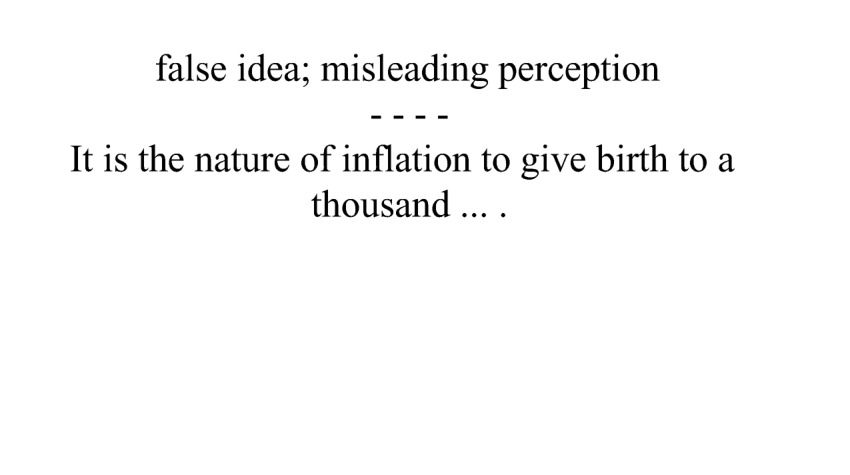 false idea; misleading perception
- - - -
It is the nature of inflation to give birth to a
thousand ... .